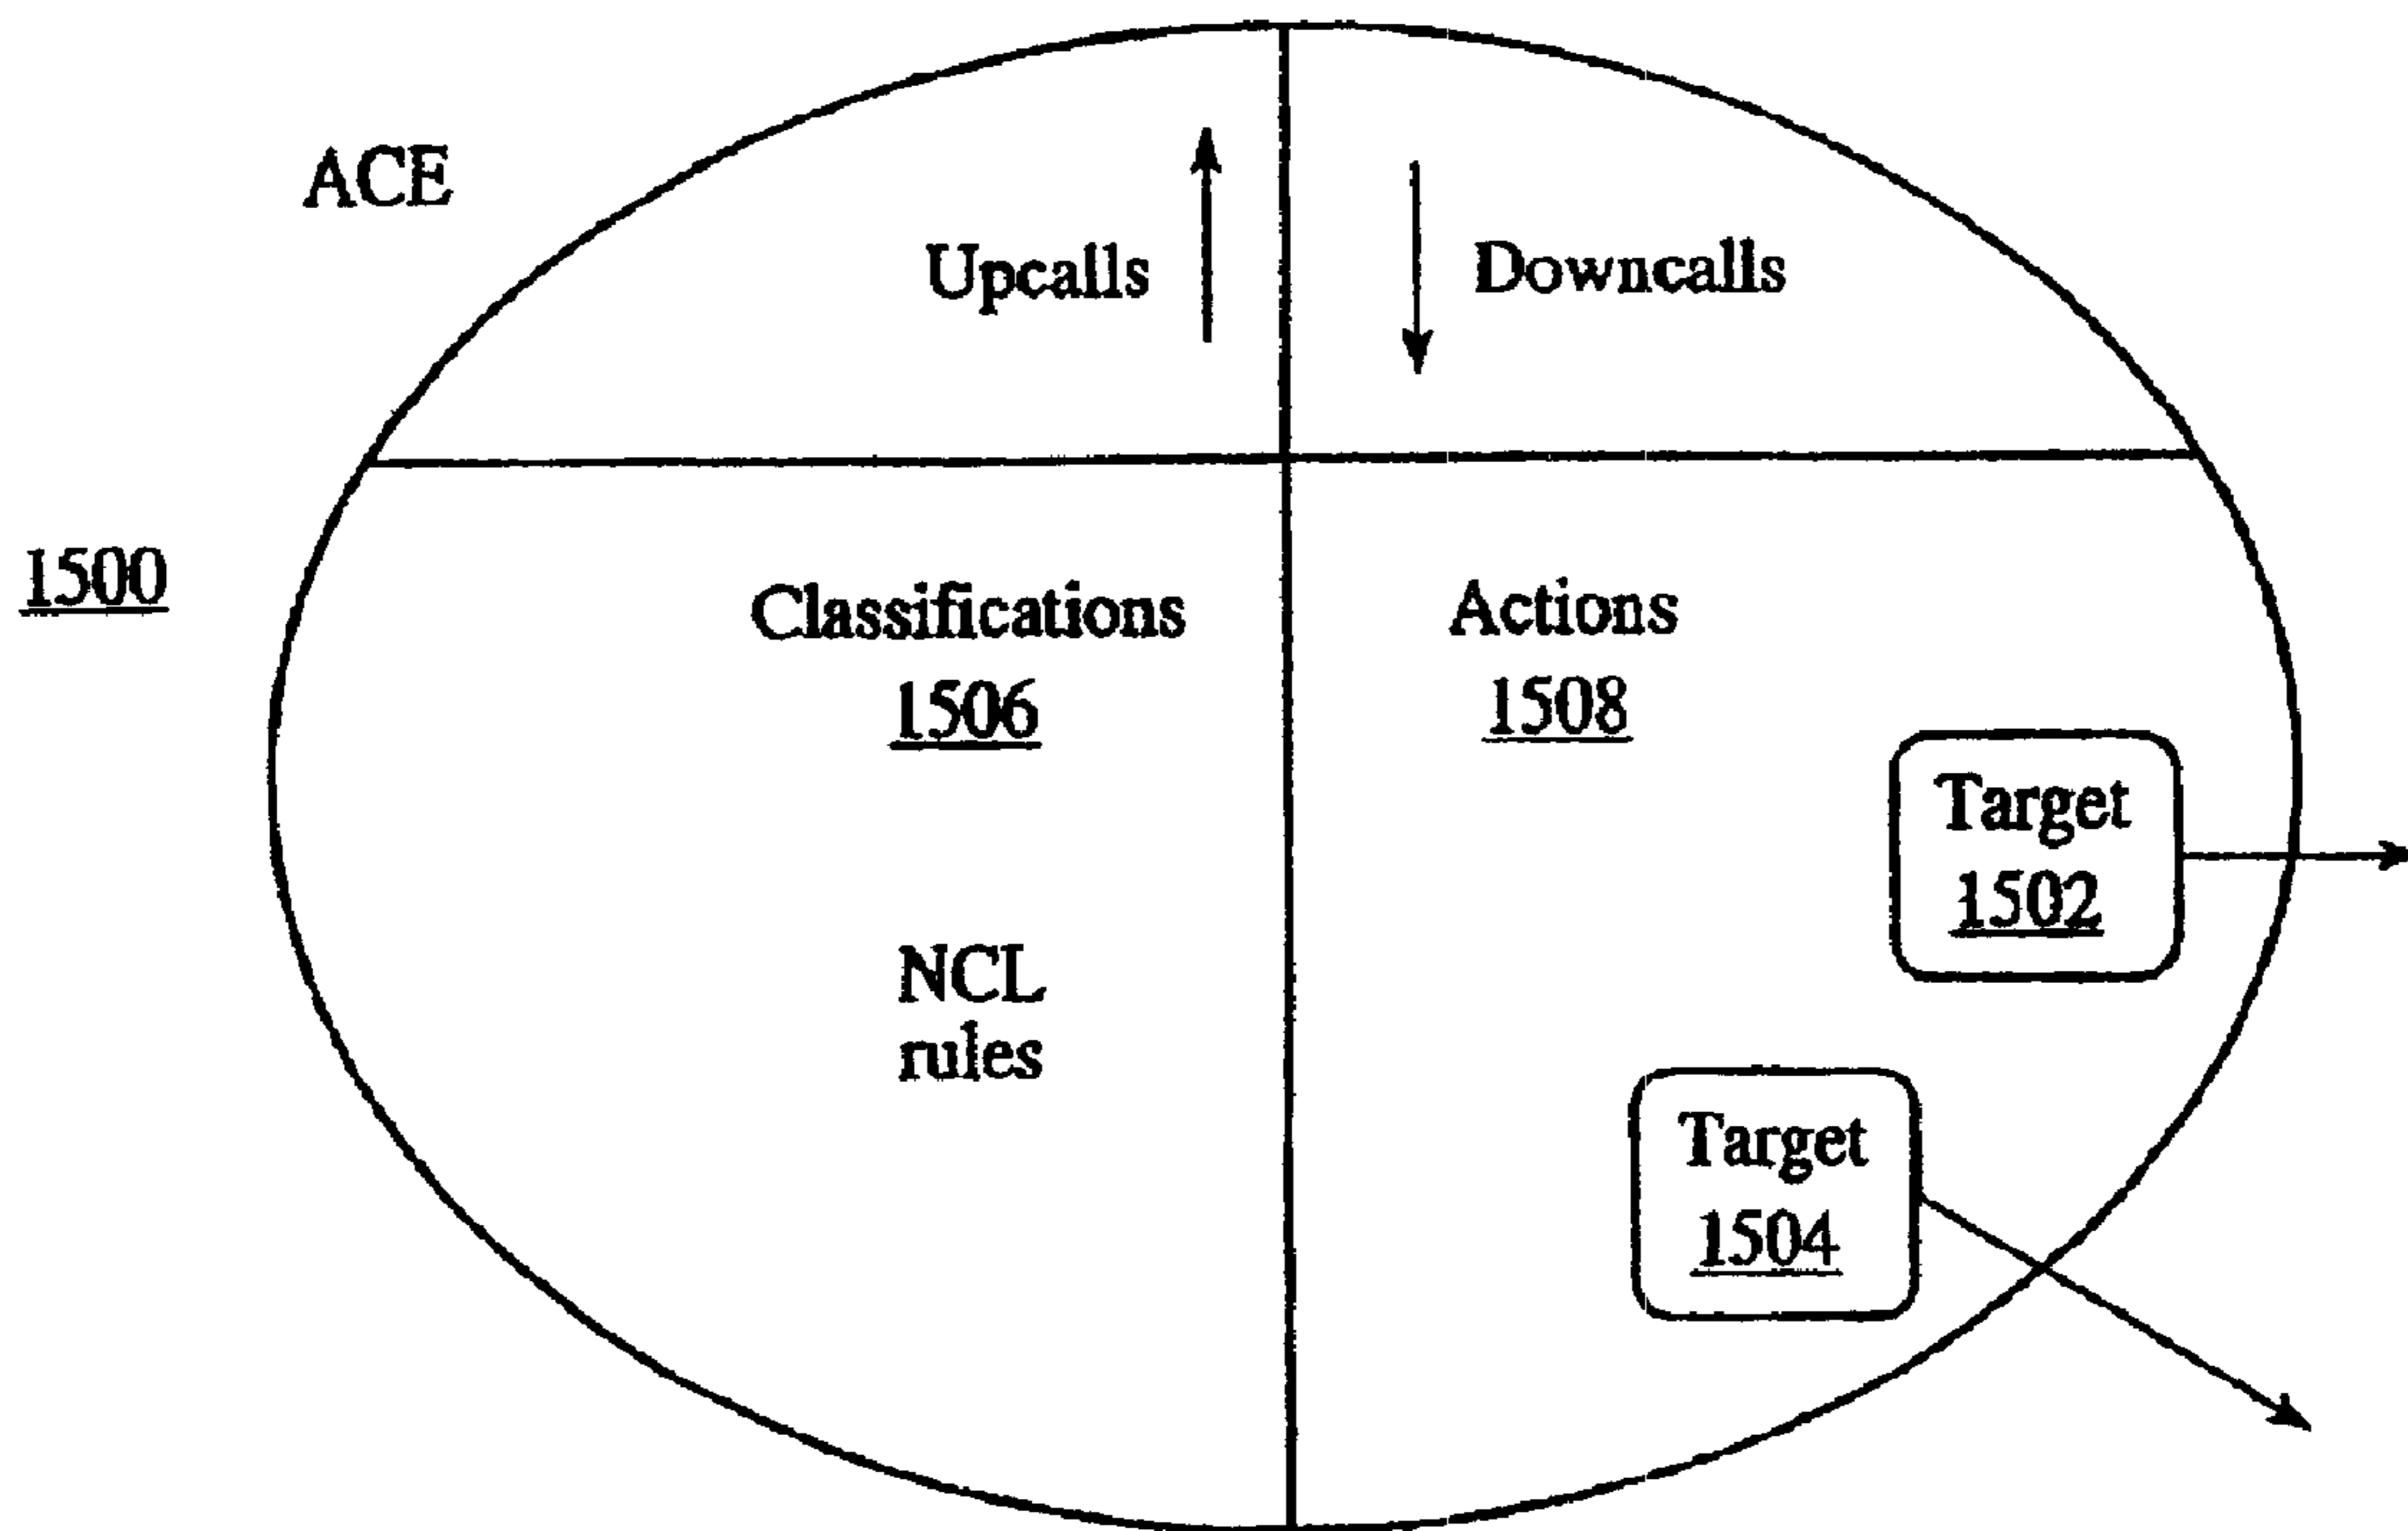 ACE
Upcalls
Downcalls
1500
Classifications
1506
Actions
1508
Target
1502
NCL
rules
Target
1504